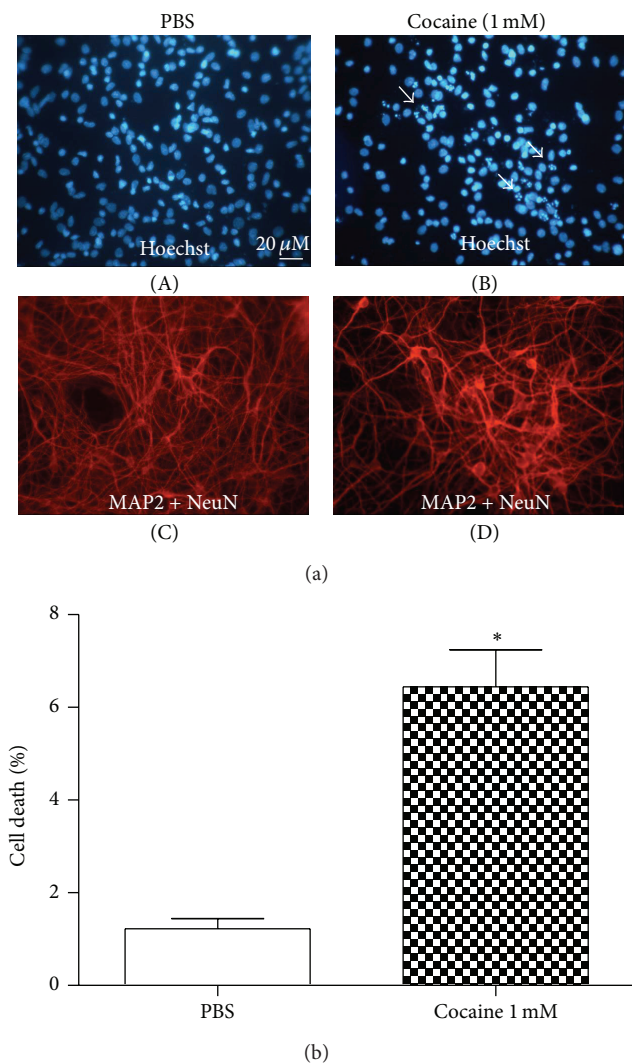 PBS
Cocaine (1 mM)
Hoechst
20 μM
Hoechst
(A)
(B)
MAP2 + NeuN
MAP2 + NeuN
(C)
(D)
(a)
8
6
4
2
0
Cell death (%)
*
PBS
Cocaine 1 mM
(b)